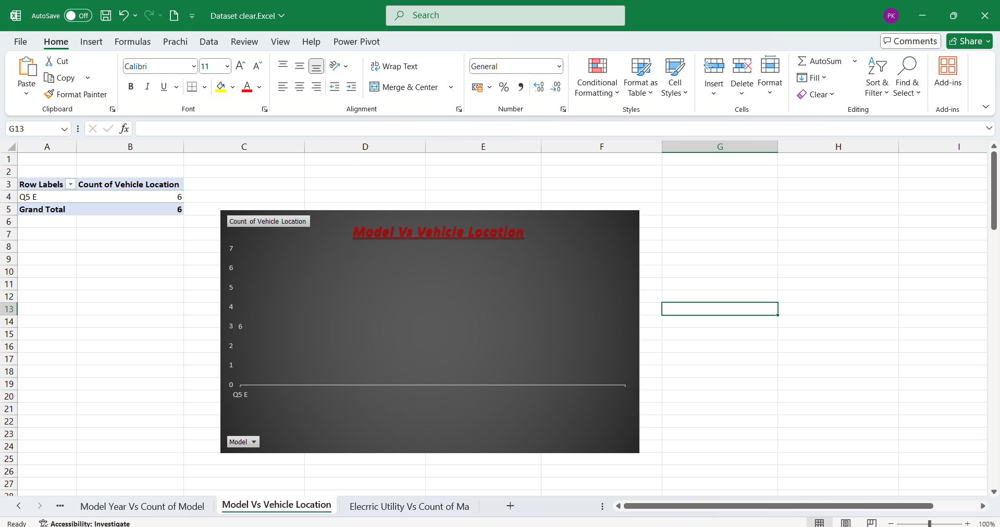 AutoSave Off Dataset clear.Excel Search PK
File Home Insert Formulas Prachi Data Review View Help Power Pivot Comments Share
Paste
Cut
Copy
Format Painter
Clipboard
Calibri 11
B I U A
Font
Wrap Text
Merge & Center
Alignment
General
% 9 .00 .00
Number
Conditional Formatting
Format as Table
Cell Styles
Styles
Insert
Delete
Format
Cells
AutoSum
Fill
Clear
Sort & Filter
Find & Select
Editing
Add-ins
Add-ins
G13 fx
A B C D E F G H I
1
2
3 Row Labels Count of Vehicle Location
4 Q5 E 6
5 Grand Total 6
6
7
8
9
10
11
12
13
14
15
16
17
18
19
20
21
22
23
24
25
26
27
28
Count of Vehicle Location
Model Vs Vehicle Location
7
6
5
4
3 6
2
1
0
Q5 E
Model
Model Year Vs Count of Model Model Vs Vehicle Location Elecrric Utility Vs Count of Ma
Ready Accessibility: Investigate 100%